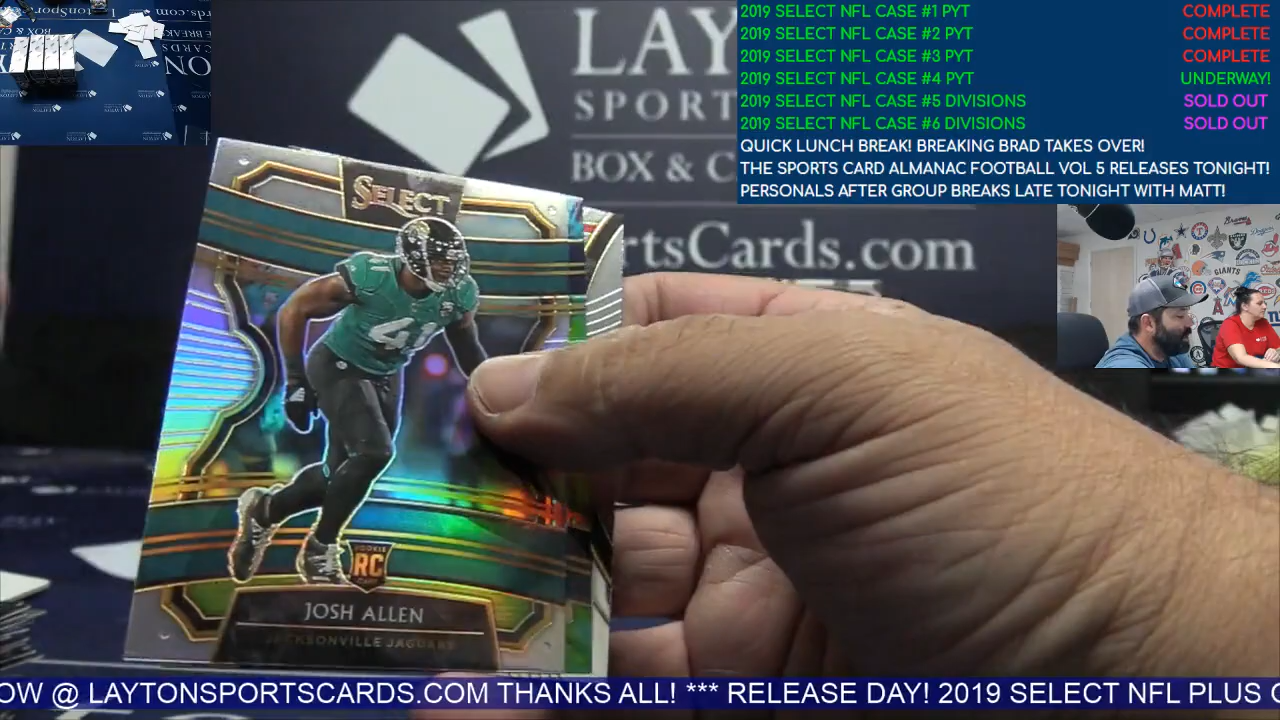 2019 SELECT NFL CASE #1 PYT COMPLETE
2019 SELECT NFL CASE #2 PYT COMPLETE
2019 SELECT NFL CASE #3 PYT COMPLETE
2019 SELECT NFL CASE #4 PYT UNDERWAY!
2019 SELECT NFL CASE #5 DIVISIONS SOLD OUT
2019 SELECT NFL CASE #6 DIVISIONS SOLD OUT
QUICK LUNCH BREAK! BREAKING BRAD TAKES OVER!
THE SPORTS CARD ALMANAC FOOTBALL VOL 5 RELEASES TONIGHT!
PERSONALS AFTER GROUP BREAKS LATE TONIGHT WITH MATT!
LAY
SPORT
BOX & C
rtsCards.com
SELECT
41
ROOKIE
RC
JOSH ALLEN
JACKSONVILLE JAGUARS
OW @ LAYTONSPORTSCARDS.COM THANKS ALL! *** RELEASE DAY! 2019 SELECT NFL PLUS